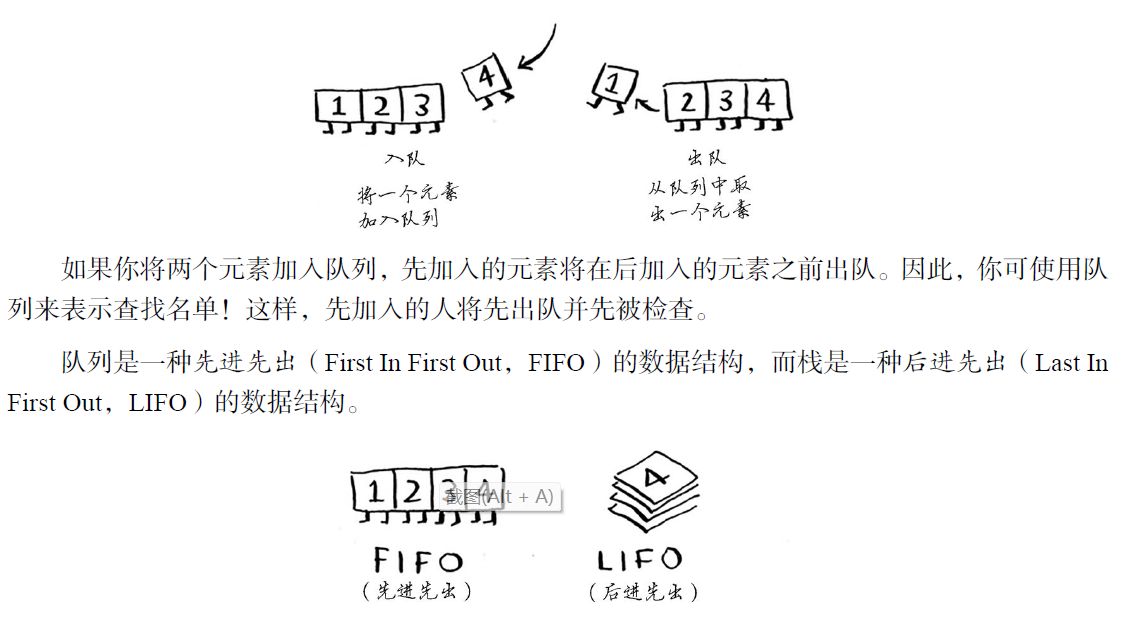 4
1 2 3
1
2 3 4
入队
出队
将一个元素
加入队列
从队列中取
出一个元素
如果你将两个元素加入队列，先加入的元素将在后加入的元素之前出队。因此，你可使用队
列来表示查找名单！这样，先加入的人将先出队并先被检查。
队列是一种先进先出（First In First Out，FIFO）的数据结构，而栈是一种后进先出（Last In
First Out，LIFO）的数据结构。
4
1 2 3 4
截图(Alt + A)
FIFO
LIFO
（先进先出）
（后进先出）